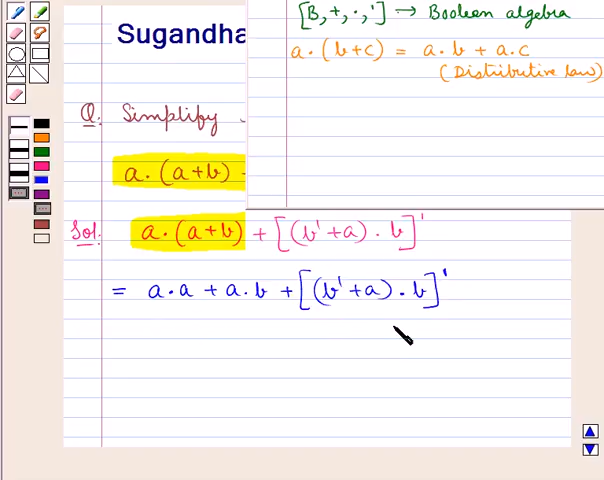 [B, +, ·, '] → Boolean algebra
a · (b+c) = a · b + a · c
(Distributive law)
Sugandha
Q. Simplify
a · (a+b)
Sol. a · (a+b) + [(b' + a) · b]'
= a · a + a · b + [(b' + a) · b]'